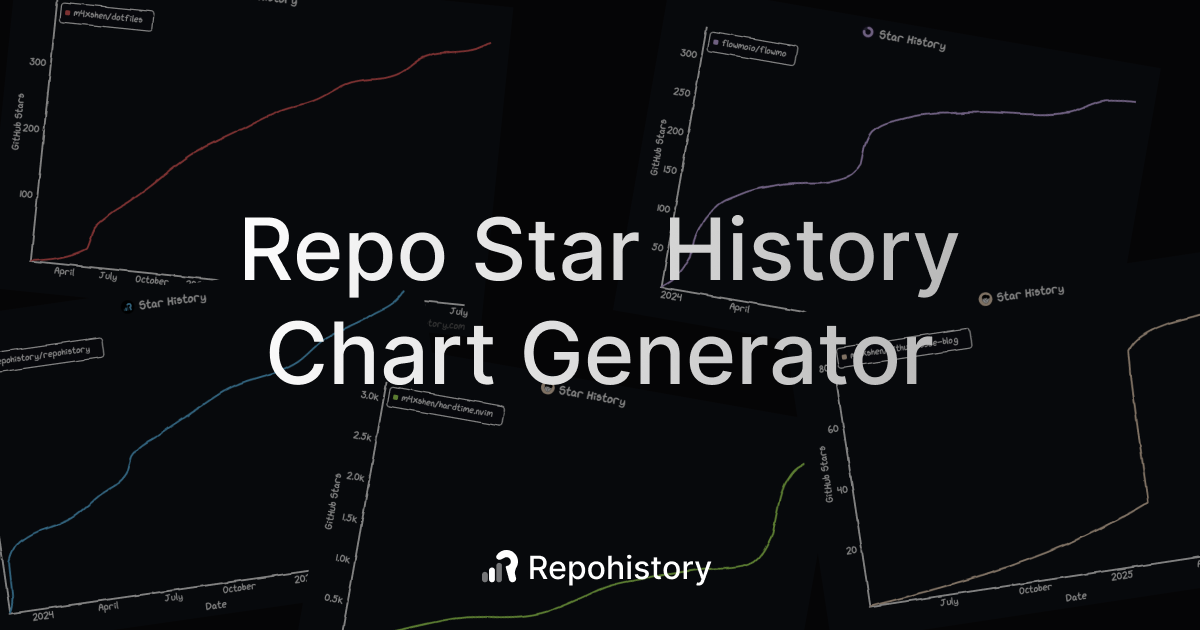 m4xshen/dotfiles
300
200
100
GitHub Stars
April
July
October
Star History
flowmoio/flowmo
300
250
200
150
100
50
GitHub Stars
2024
April
Repo Star History
Chart Generator
Star History
repohistory/repohistory
2024
April
July
October
Date
July
Star History
m4xshen/hardtime.nvim
3.0k
2.5k
2.0k
1.5k
1.0k
0.5k
GitHub Stars
Star History
80
60
40
20
GitHub Stars
July
October
2025
Date
Repohistory